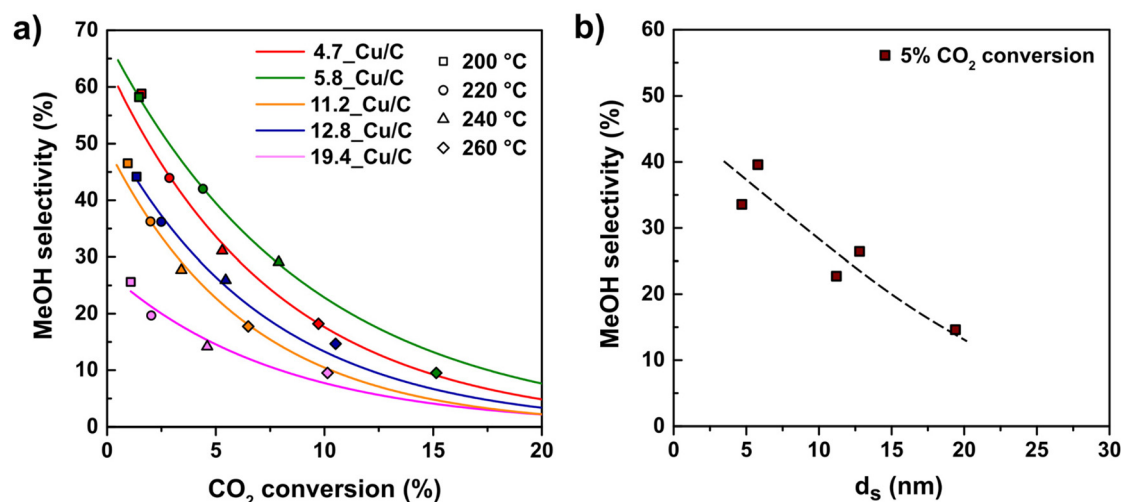 a)
MeOH selectivity (%)
70
60
50
40
30
20
10
0
0 5 10 15 20
CO₂ conversion (%)
4.7_Cu/C
5.8_Cu/C
11.2_Cu/C
12.8_Cu/C
19.4_Cu/C
200 °C
220 °C
240 °C
260 °C
b)
MeOH selectivity (%)
60
50
40
30
20
10
0
0 5 10 15 20 25 30
dₛ (nm)
5% CO₂ conversion